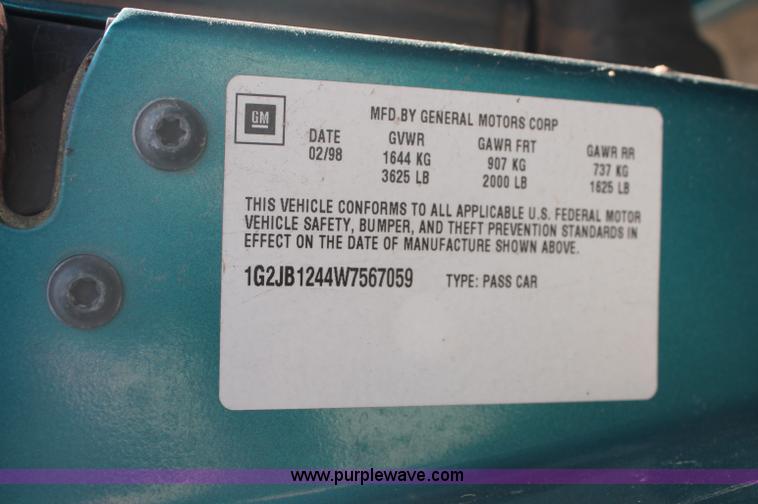 GM
MFD BY GENERAL MOTORS CORP
DATE GVWR GAWR FRT GAWR RR
02/98 1644 KG 907 KG 737 KG
3625 LB 2000 LB 1625 LB
THIS VEHICLE CONFORMS TO ALL APPLICABLE U.S. FEDERAL MOTOR
VEHICLE SAFETY, BUMPER, AND THEFT PREVENTION STANDARDS IN
EFFECT ON THE DATE OF MANUFACTURE SHOWN ABOVE.
1G2JB1244W7567059 TYPE: PASS CAR
www.purplewave.com